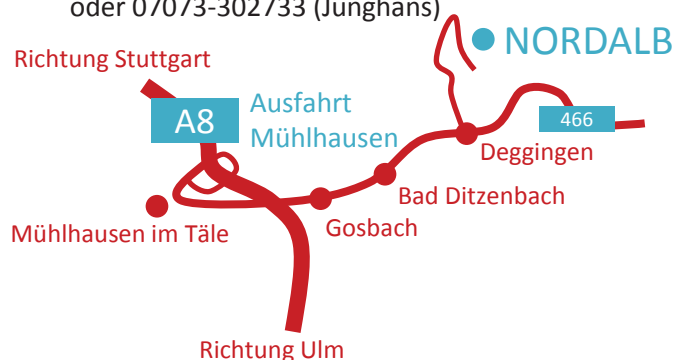 oder 07073-302733 (Junghans)
NORDALB
Richtung Stuttgart
A8
Ausfahrt
Mühlhausen
466
Deggingen
Bad Ditzenbach
Gosbach
Mühlhausen im Täle
Richtung Ulm